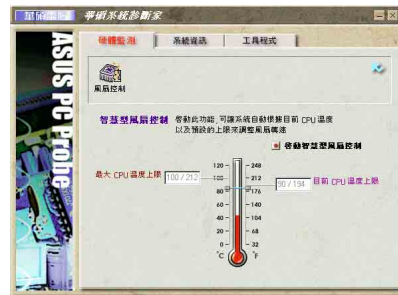 華碩系統診斷家
硬體監測
系統資訊
工具程式
風扇控制
ASUS PC Probe
智慧型風扇控制
啓動此功能,可讓系統自動根據目前 CPU 溫度
以及預設的上限來調整風扇轉速
啓動智慧型風扇控制
最大 CPU 溫度上限
100 / 212
90 / 194
目前 CPU 溫度上限
120 248
100 212
80 176
60 140
40 104
20 68
0 32
°C °F